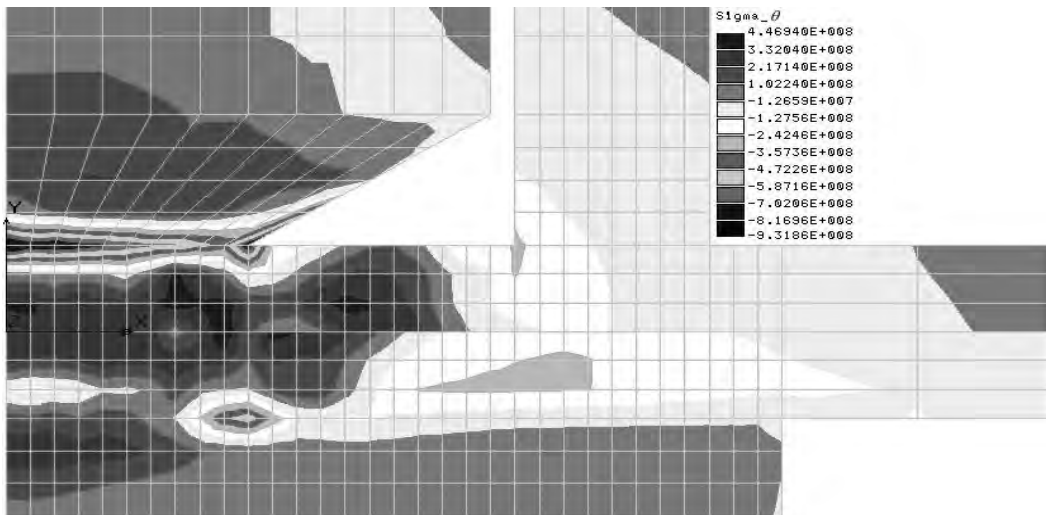 Sigma_θ
4.46940E+008
3.32040E+008
2.17140E+008
1.02240E+008
-1.2659E+007
-1.2756E+008
-2.4246E+008
-3.5736E+008
-4.7226E+008
-5.8716E+008
-7.0206E+008
-8.1696E+008
-9.3186E+008
Y
X